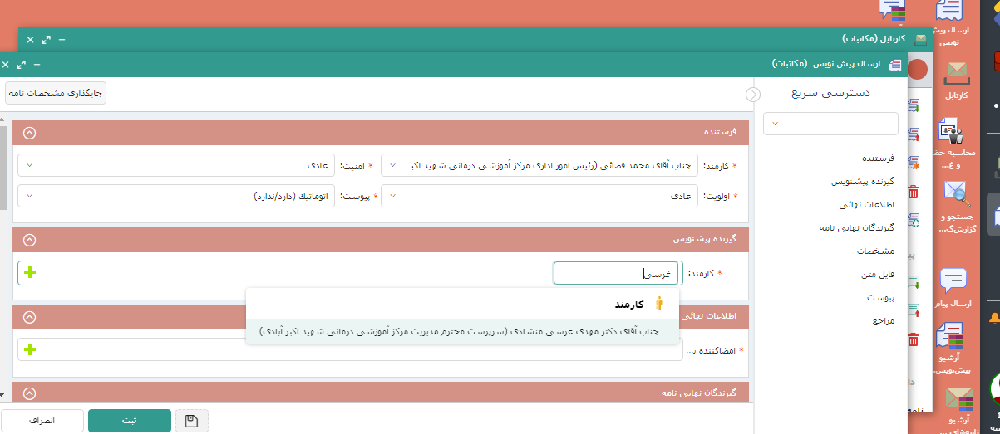 ارسال پیش
نویس
کارتابل
محاسبه حض
و غ...
جستجو و
گزارش‌گ...
ارسال پیام
آرشیو
پیش‌نویس.
آرشیو
نامه‌های ...
کارتابل (مکاتبات)
ارسال پیش نویس (مکاتبات)
جایگذاری مشخصات نامه
دسترسی سریع
فرستنده
گیرنده پیشنویس
اطلاعات نهائی
گیرندگان نهایی نامه
مشخصات
فایل متن
پیوست
مراجع
فرستنده
* کارمند: جناب آقای محمد فضائی (رئیس امور اداری مرکز آموزشی درمانی شهید اکبر... * امنیت: عادی
* اولویت: عادی * پیوست: اتوماتیک (دارد/ندارد)
گیرنده پیشنویس
* کارمند: غرسی
کارمند
جناب آقای دکتر مهدی غرسی منشادی (سرپرست محترم مدیریت مرکز آموزشی درمانی شهید اکبر آبادی)
اطلاعات نهائی
* امضاکننده ن...
گیرندگان نهایی نامه
ثبت
انصراف
نامه